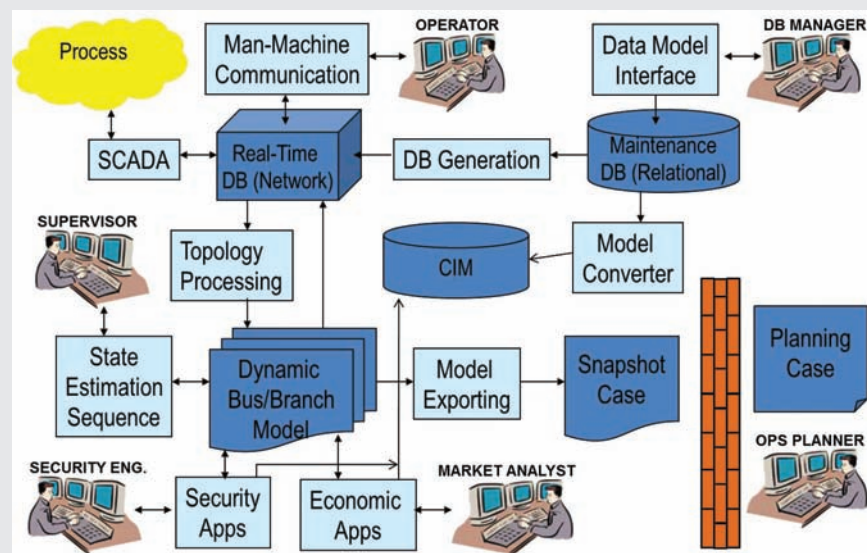 Process
Man-Machine
Communication
OPERATOR
Data Model
Interface
DB MANAGER
SCADA
Real-Time
DB (Network)
DB Generation
Maintenance
DB (Relational)
SUPERVISOR
Topology
Processing
CIM
Model
Converter
State
Estimation
Sequence
Dynamic
Bus/Branch
Model
Model
Exporting
Snapshot
Case
Planning
Case
SECURITY ENG.
Security
Apps
Economic
Apps
MARKET ANALYST
OPS PLANNER